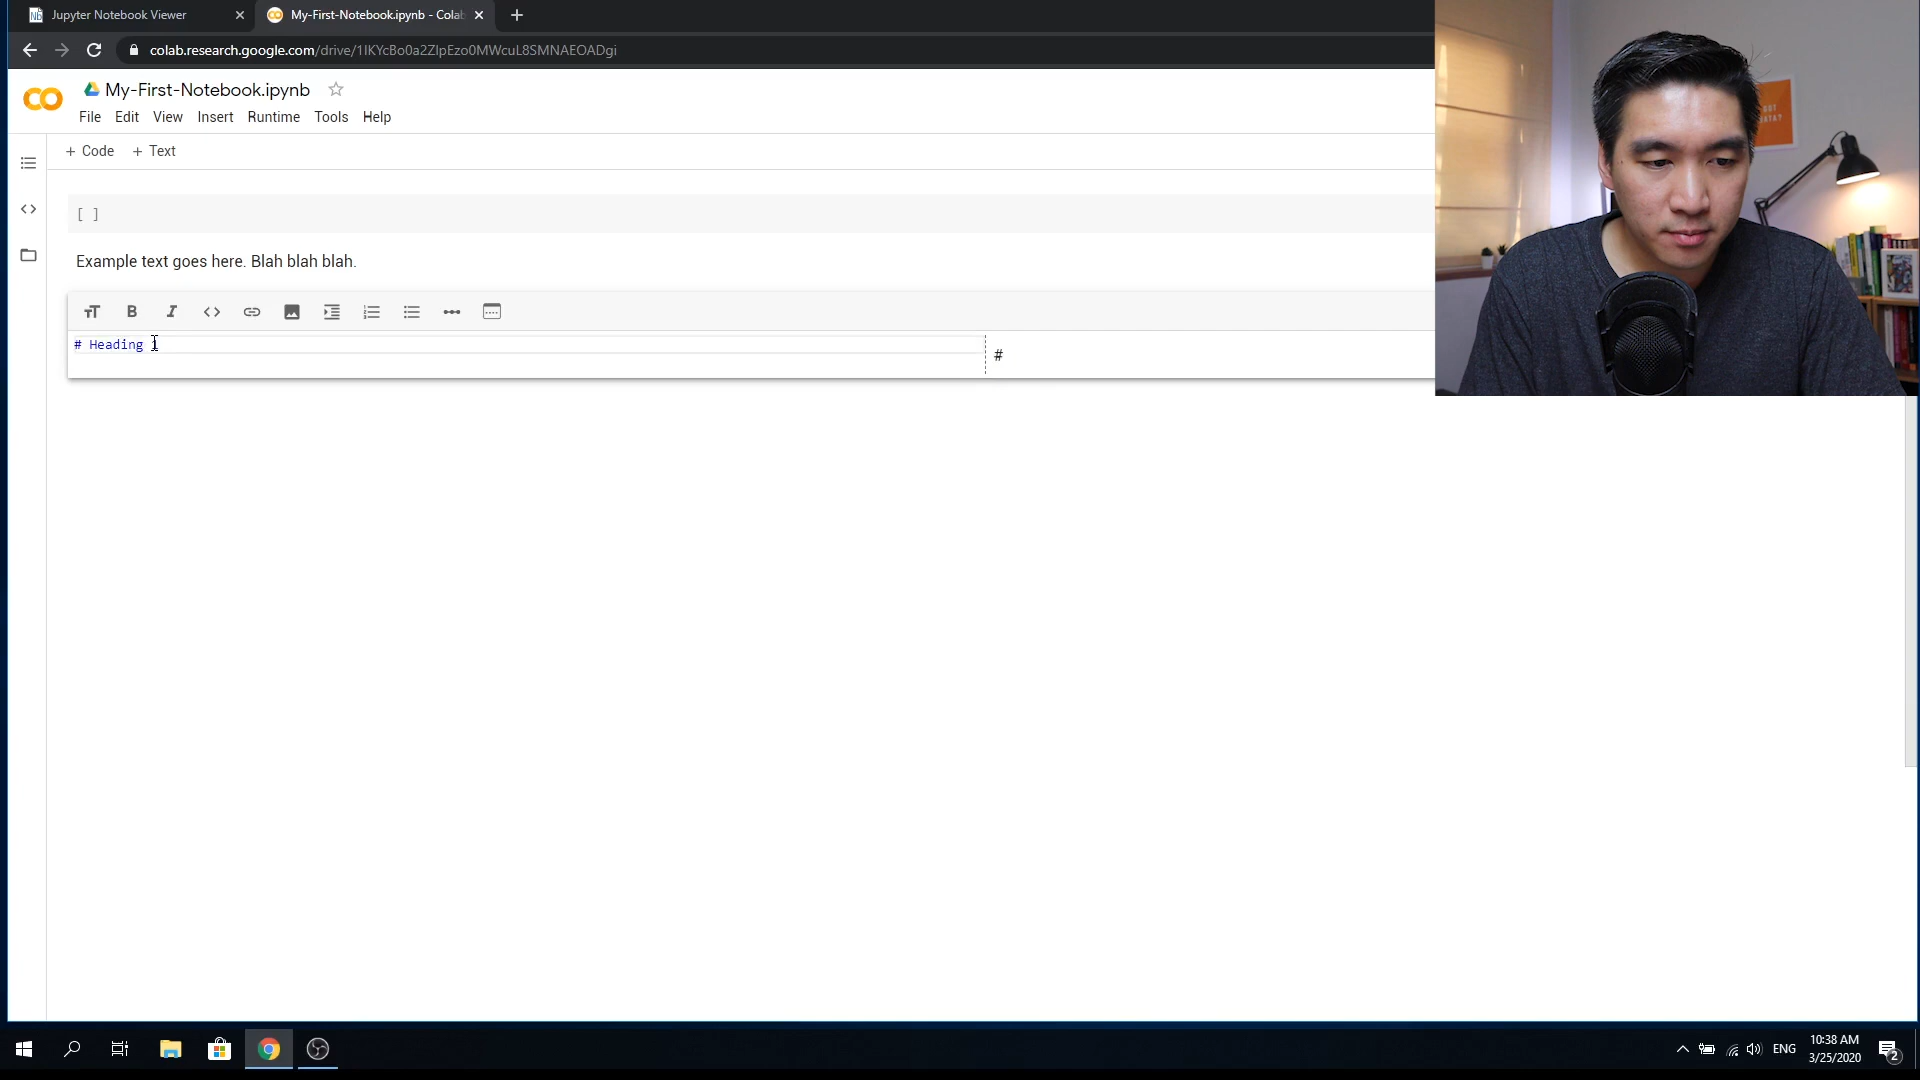 Jupyter Notebook Viewer
My-First-Notebook.ipynb - Colab
colab.research.google.com/drive/1IKYcBo0a2ZlpEzo0MWcuL8SMNAEOADgi
My-First-Notebook.ipynb
File Edit View Insert Runtime Tools Help
+ Code + Text
[ ]
Example text goes here. Blah blah blah.
# Heading 1
#
ENG
10:38 AM
3/25/2020
2